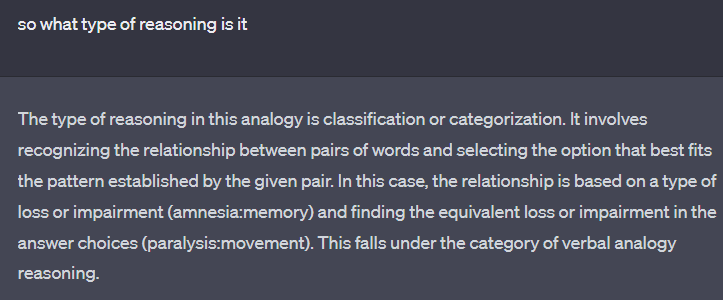 so what type of reasoning is it
The type of reasoning in this analogy is classification or categorization. It involves
recognizing the relationship between pairs of words and selecting the option that best fits
the pattern established by the given pair. In this case, the relationship is based on a type of
loss or impairment (amnesia:memory) and finding the equivalent loss or impairment in the
answer choices (paralysis:movement). This falls under the category of verbal analogy
reasoning.